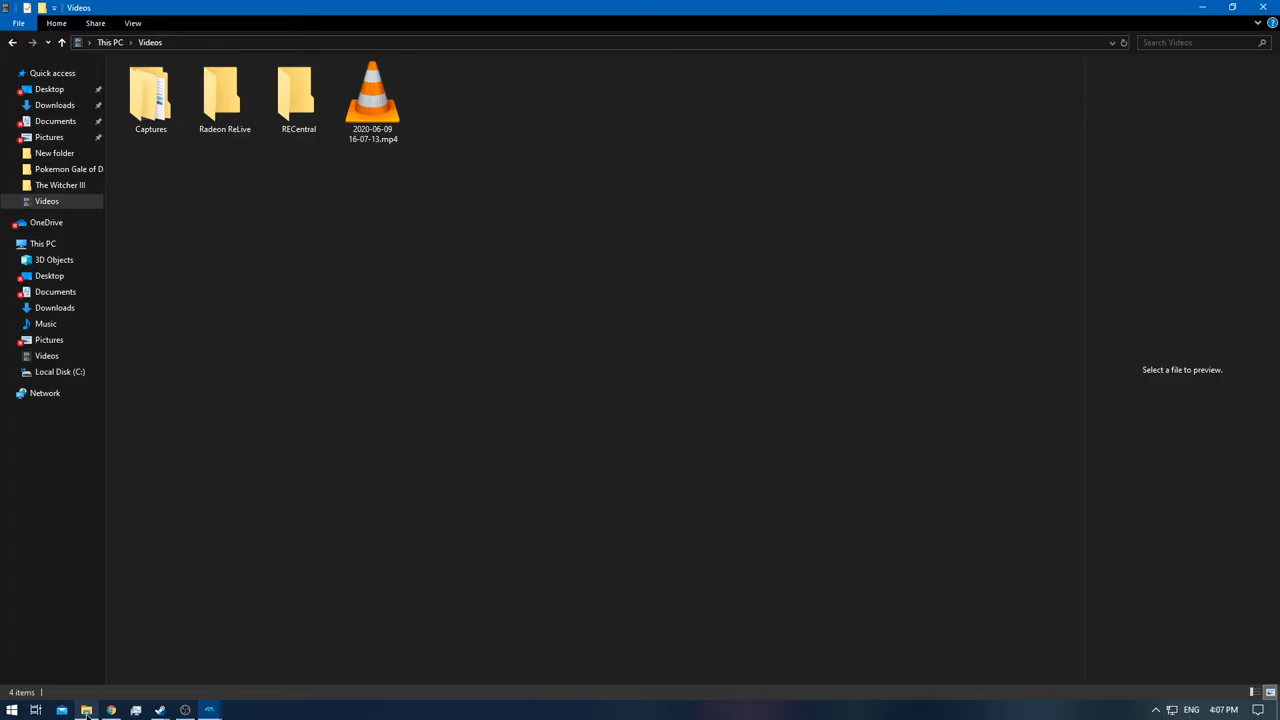 Videos
File Home Share View
This PC Videos Search Videos
Quick access
Desktop
Downloads
Documents
Pictures
New folder
Pokemon Gale of D
The Witcher III
Videos
OneDrive
This PC
3D Objects
Desktop
Documents
Downloads
Music
Pictures
Videos
Local Disk (C:)
Network
Captures
Radeon ReLive
RECentral
2020-06-09
16-07-13.mp4
Select a file to preview.
4 items
ENG 4:07 PM